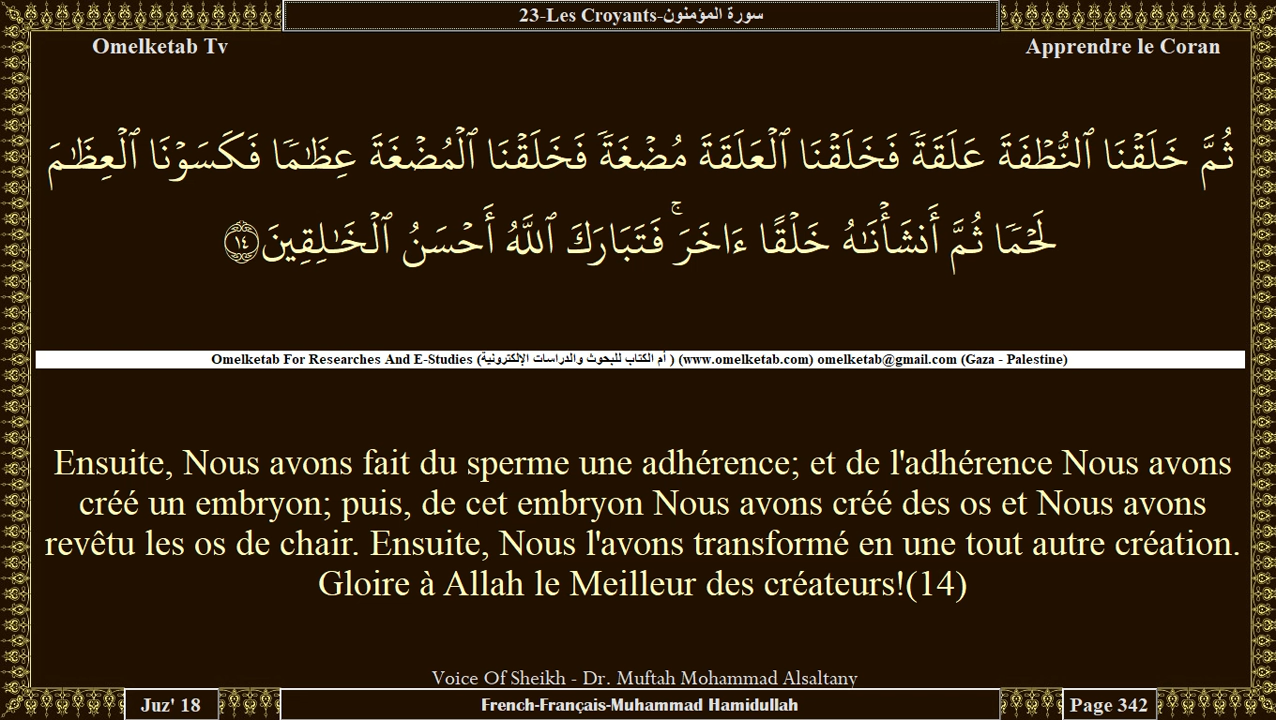 23-Les Croyants-سورة المؤمنون
Omelketab Tv
Apprendre le Coran
ثُمَّ خَلَقْنَا ٱلنُّطْفَةَ عَلَقَةً فَخَلَقْنَا ٱلْعَلَقَةَ مُضْغَةً فَخَلَقْنَا ٱلْمُضْغَةَ عِظَٰمًا فَكَسَوْنَا ٱلْعِظَٰمَ
لَحْمًا ثُمَّ أَنشَأْنَٰهُ خَلْقًا ءَاخَرَ ۚ فَتَبَارَكَ ٱللَّهُ أَحْسَنُ ٱلْخَٰلِقِينَ ١٤
Omelketab For Researches And E-Studies (أم الكتاب للبحوث والدراسات الإلكترونية ) (www.omelketab.com) omelketab@gmail.com (Gaza - Palestine)
Ensuite, Nous avons fait du sperme une adhérence; et de l'adhérence Nous avons
créé un embryon; puis, de cet embryon Nous avons créé des os et Nous avons
revêtu les os de chair. Ensuite, Nous l'avons transformé en une tout autre création.
Gloire à Allah le Meilleur des créateurs!(14)
Voice Of Sheikh - Dr. Muftah Mohammad Alsaltany
Juz' 18
French-Français-Muhammad Hamidullah
Page 342